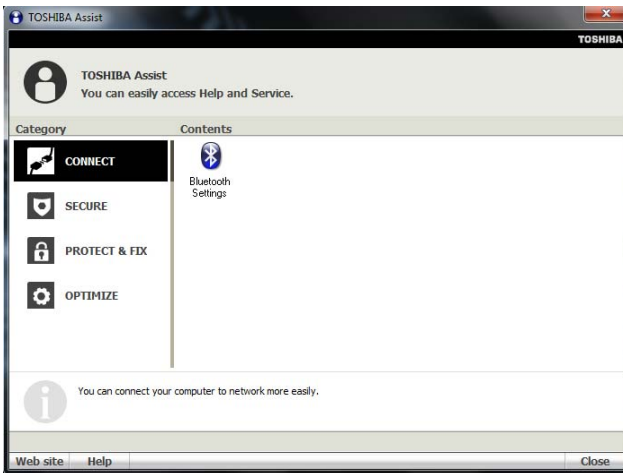 TOSHIBA Assist
TOSHIBA
TOSHIBA Assist
You can easily access Help and Service.
Category
Contents
CONNECT
Bluetooth
Settings
SECURE
PROTECT & FIX
OPTIMIZE
You can connect your computer to network more easily.
Web site
Help
Close